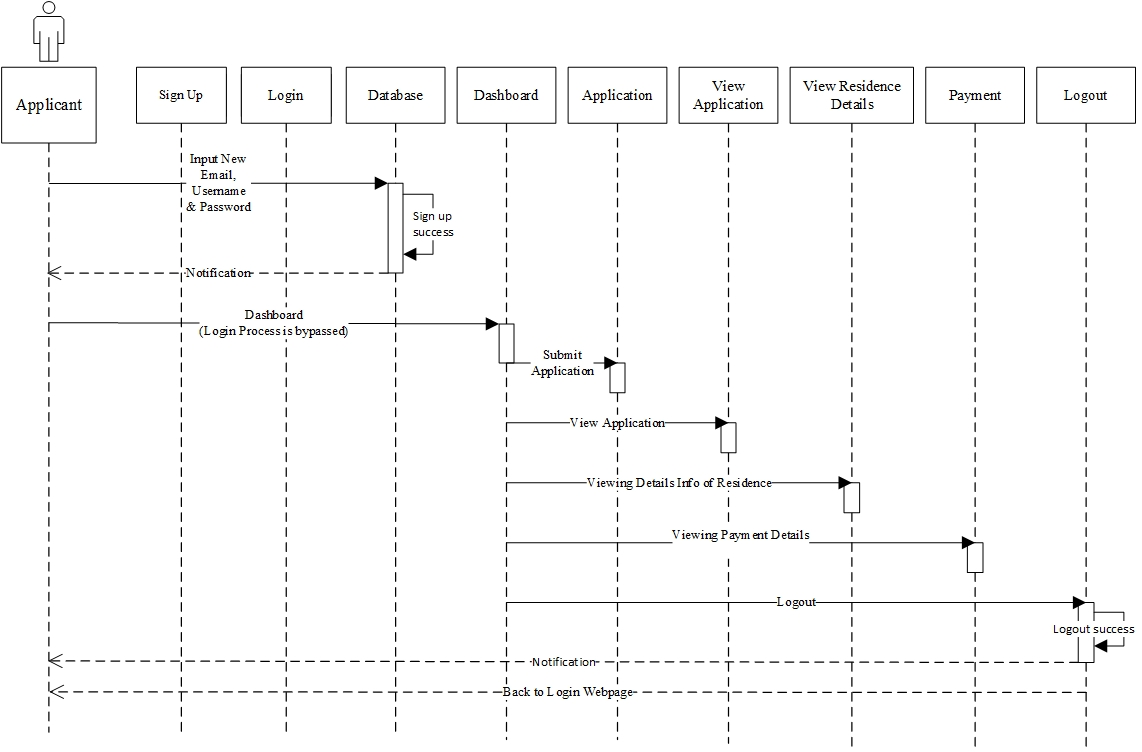 Applicant
Sign Up
Login
Database
Dashboard
Application
View
Application
View Residence
Details
Payment
Logout
Input New
Email,
Username
& Password
Sign up
success
Notification
Dashboard
(Login Process is bypassed)
Submit
Application
View Application
Viewing Details Info of Residence
Viewing Payment Details
Logout
Logout success
Notification
Back to Login Webpage